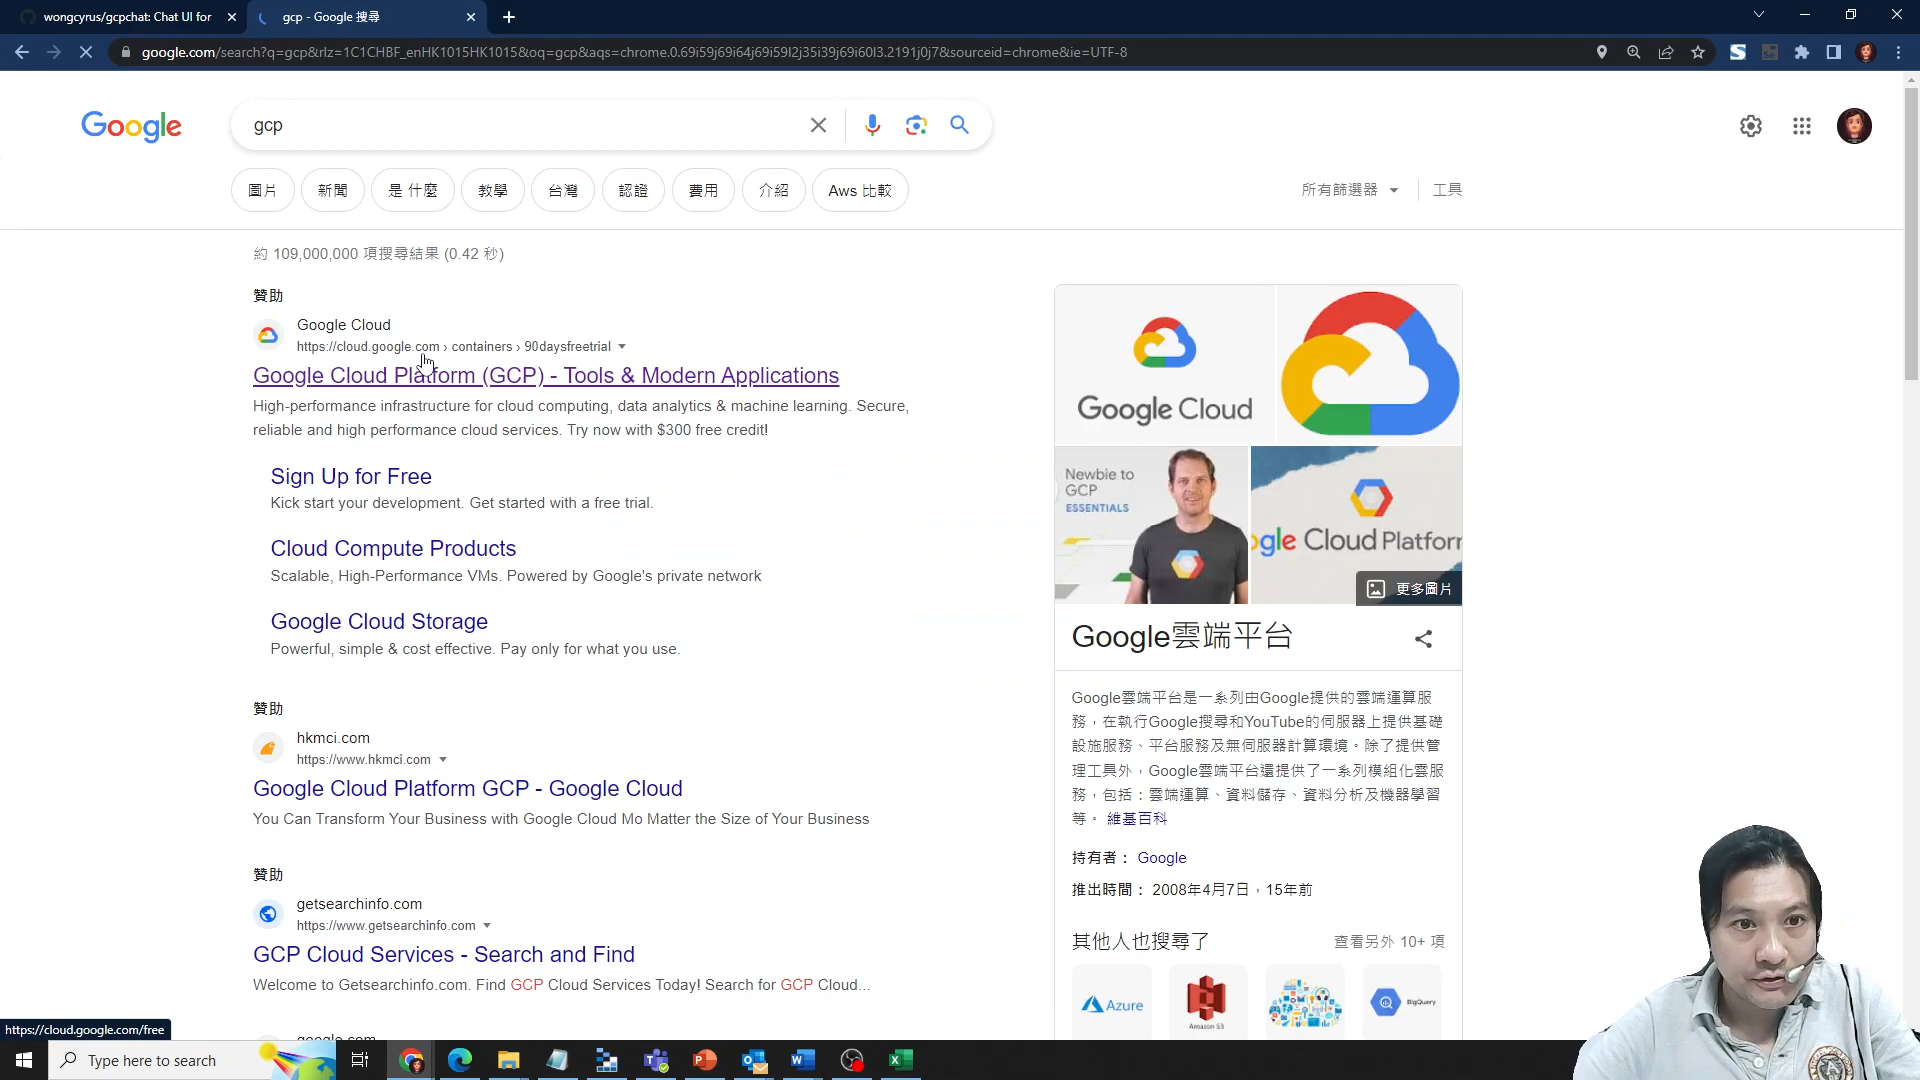 wongcyrus/gcpchat: Chat UI for
gcp - Google 搜尋
google.com/search?q=gcp&rlz=1C1CHBF_enHK1015HK1015&oq=gcp&aqs=chrome.0.69i59j69i64j69i59l2j35i39j69i60l3.2191j0j7&sourceid=chrome&ie=UTF-8
Google
gcp
圖片
新聞
是 什麼
教學
台灣
認證
費用
介紹
Aws 比較
所有篩選器
工具
約 109,000,000 項搜尋結果 (0.42 秒)
贊助
Google Cloud
https://cloud.google.com › containers › 90daysfreetrial
Google Cloud Platform (GCP) - Tools & Modern Applications
High-performance infrastructure for cloud computing, data analytics & machine learning. Secure,
reliable and high performance cloud services. Try now with $300 free credit!
Sign Up for Free
Kick start your development. Get started with a free trial.
Cloud Compute Products
Scalable, High-Performance VMs. Powered by Google's private network
Google Cloud Storage
Powerful, simple & cost effective. Pay only for what you use.
贊助
hkmci.com
https://www.hkmci.com
Google Cloud Platform GCP - Google Cloud
You Can Transform Your Business with Google Cloud Mo Matter the Size of Your Business
贊助
getsearchinfo.com
https://www.getsearchinfo.com
GCP Cloud Services - Search and Find
Welcome to Getsearchinfo.com. Find GCP Cloud Services Today! Search for GCP Cloud...
google.com
Google Cloud
Newbie to
GCP
ESSENTIALS
ogle Cloud Platform
更多圖片
Google雲端平台
Google雲端平台是一系列由Google提供的雲端運算服
務，在執行Google搜尋和YouTube的伺服器上提供基礎
設施服務、平台服務及無伺服器計算環境。除了提供管
理工具外，Google雲端平台還提供了一系列模組化雲服
務，包括：雲端運算、資料儲存、資料分析及機器學習
等。 維基百科
持有者： Google
推出時間： 2008年4月7日，15年前
其他人也搜尋了
查看另外 10+ 項
Azure
Amazon S3
BigQuery
https://cloud.google.com/free
Type here to search